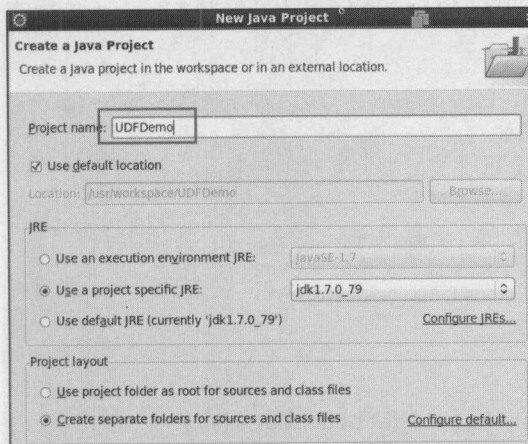 New Java Project
Create a Java Project
Create a Java project in the workspace or in an external location.
Project name: UDFDemo
Use default location
Location: /usr/workspace/UDFDemo Browse...
JRE
Use an execution environment JRE: JavaSE-1.7
Use a project specific JRE: jdk1.7.0_79
Use default JRE (currently 'jdk1.7.0_79') Configure JREs...
Project layout
Use project folder as root for sources and class files
Create separate folders for sources and class files Configure default...